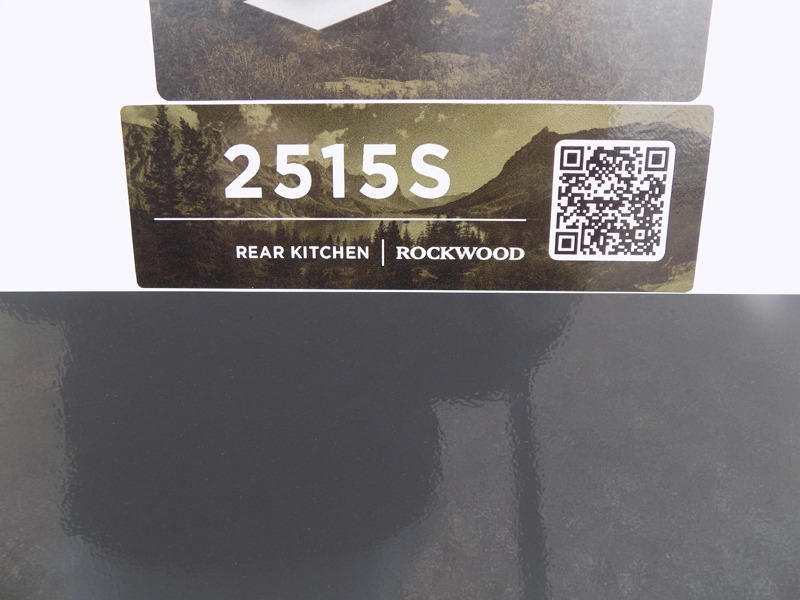 2515S
REAR KITCHEN | ROCKWOOD